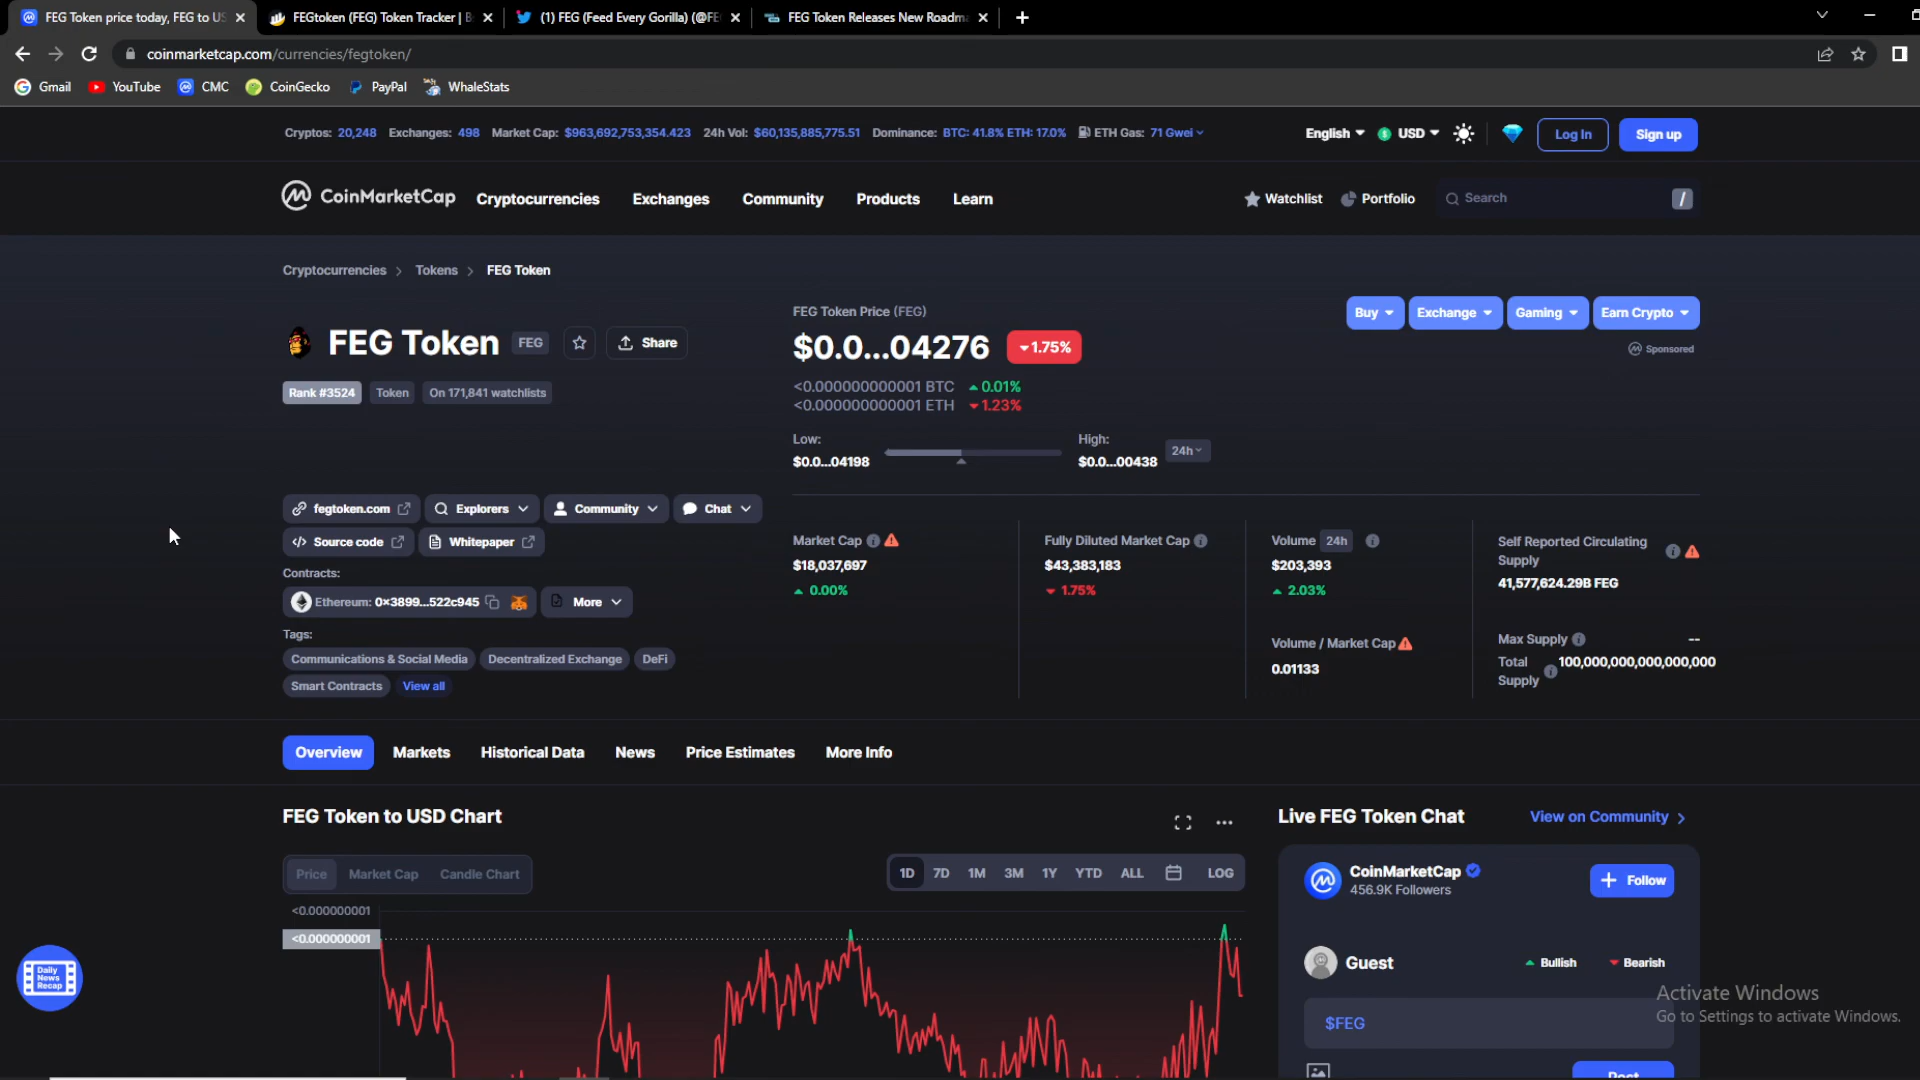 FEG Token price today, FEG to US
FEGtoken (FEG) Token Tracker | B
(1) FEG (Feed Every Gorilla) (@FE
FEG Token Releases New Roadm
coinmarketcap.com/currencies/fegtoken/
Gmail YouTube CMC CoinGecko PayPal WhaleStats
Cryptos: 20,248 Exchanges: 498 Market Cap: $963,692,753,354.423 24h Vol: $60,135,885,775.51 Dominance: BTC: 41.8% ETH: 17.0% ETH Gas: 71 Gwei
English USD Log In Sign up
CoinMarketCap Cryptocurrencies Exchanges Community Products Learn Watchlist Portfolio Search /
Cryptocurrencies > Tokens > FEG Token
FEG Token FEG Share
Rank #3524 Token On 171,841 watchlists
FEG Token Price (FEG)
$0.0...04276 1.75%
<0.000000000001 BTC 0.01%
<0.000000000001 ETH 1.23%
Low:
$0.0...04198
High:
$0.0...00438
24h
Buy Exchange Gaming Earn Crypto
Sponsored
fegtoken.com Explorers Community Chat
Source code Whitepaper
Contracts:
Ethereum: 0x3899...522c945 More
Tags:
Communications & Social Media Decentralized Exchange DeFi
Smart Contracts View all
Market Cap
$18,037,697
0.00%
Fully Diluted Market Cap
$43,383,183
1.75%
Volume 24h
$203,393
2.03%
Volume / Market Cap
0.01133
Self Reported Circulating
Supply
41,577,624.29B FEG
Max Supply --
Total
Supply
100,000,000,000,000,000
Overview Markets Historical Data News Price Estimates More Info
FEG Token to USD Chart
Price Market Cap Candle Chart
1D 7D 1M 3M 1Y YTD ALL LOG
<0.000000001
<0.000000001
Daily
News
Recap
Live FEG Token Chat View on Community >
CoinMarketCap
456.9K Followers
+ Follow
Guest Bullish Bearish
$FEG
Post
Activate Windows
Go to Settings to activate Windows.